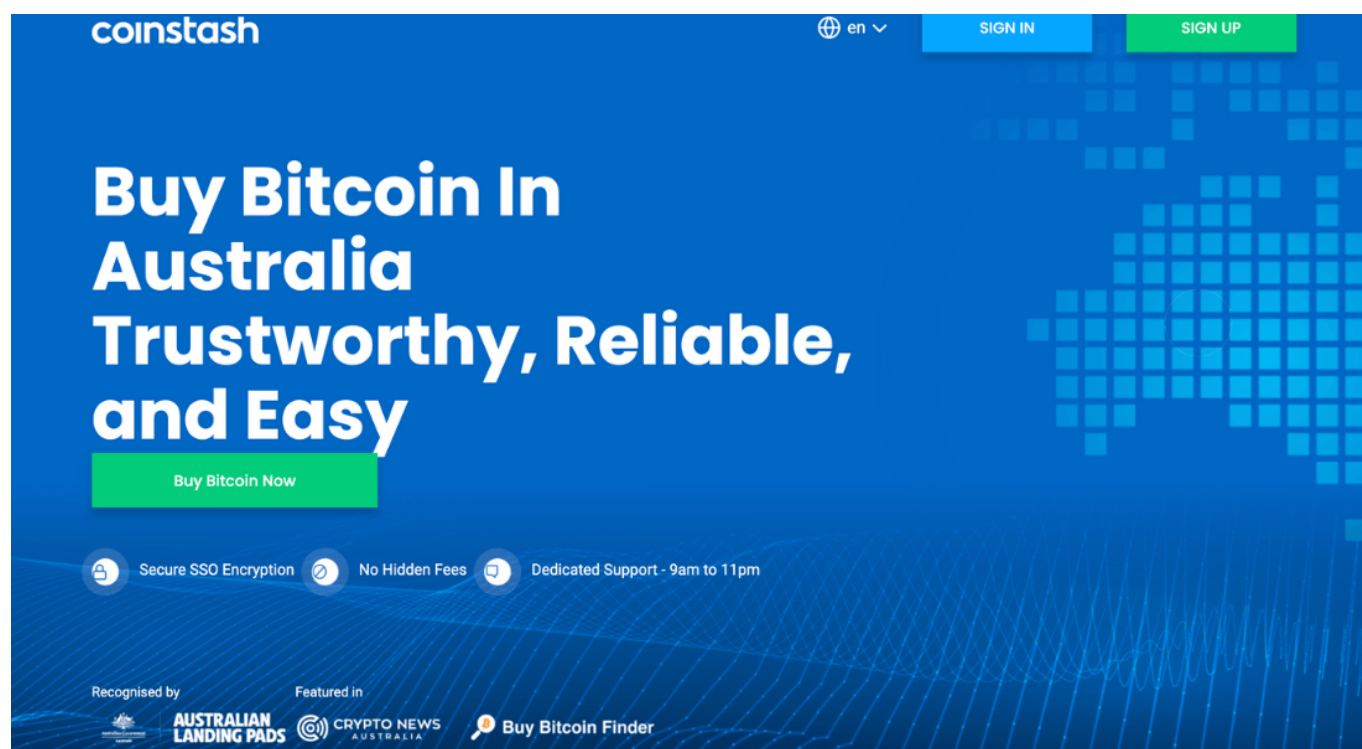 coinstash
en
SIGN IN
SIGN UP
Buy Bitcoin In
Australia
Trustworthy, Reliable,
and Easy
Buy Bitcoin Now
Secure SSO Encryption
No Hidden Fees
Dedicated Support - 9am to 11pm
Recognised by
Featured in
AUSTRALIAN
LANDING PADS
CRYPTO NEWS
AUSTRALIA
Buy Bitcoin Finder